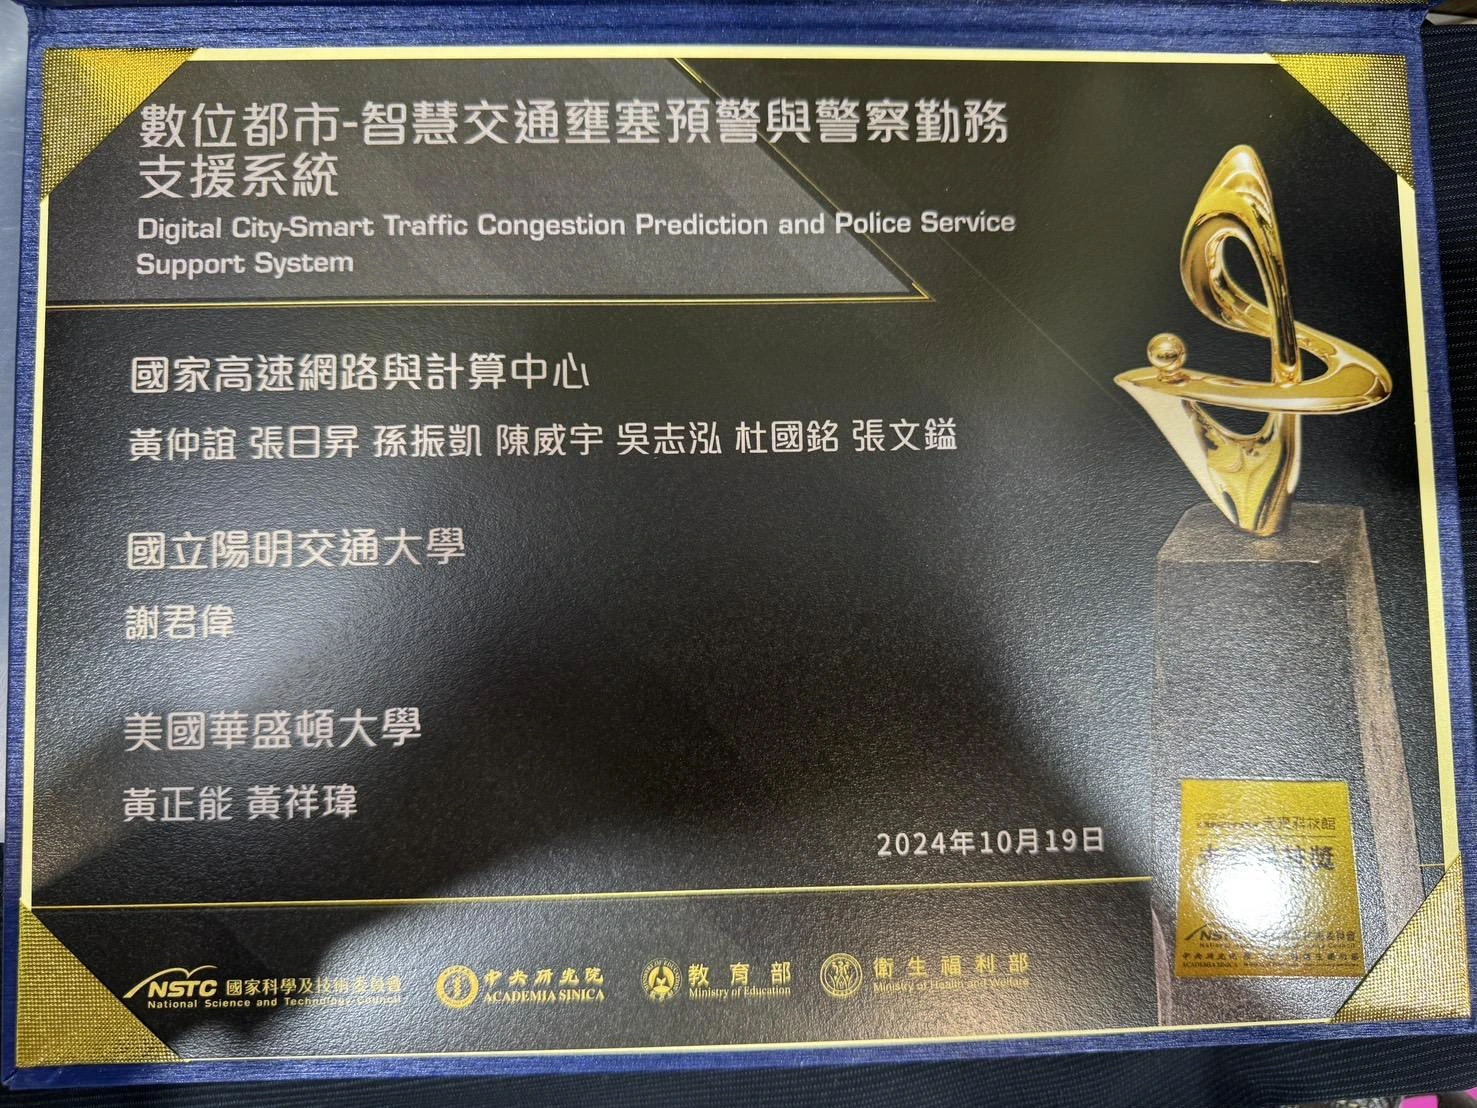 數位都市-智慧交通壅塞預警與警察勤務
支援系統
Digital City-Smart Traffic Congestion Prediction and Police Service
Support System
國家高速網路與計算中心
黃仲誼 張日昇 孫振凱 陳威宇 吳志泓 杜國銘 張文鎰
國立陽明交通大學
謝君偉
美國華盛頓大學
黃正能 黃祥瑋
2024年10月19日
NSTC 國家科學及技術委員會
National Science and Technology Council
中央研究院
ACADEMIA SINICA
教育部
Ministry of Education
衛生福利部
Ministry of Health and Welfare